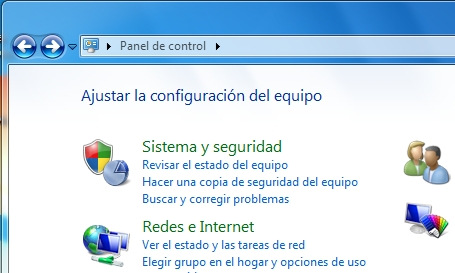 Panel de control
Ajustar la configuración del equipo
Sistema y seguridad
Revisar el estado del equipo
Hacer una copia de seguridad del equipo
Buscar y corregir problemas
Redes e Internet
Ver el estado y las tareas de red
Elegir grupo en el hogar y opciones de uso